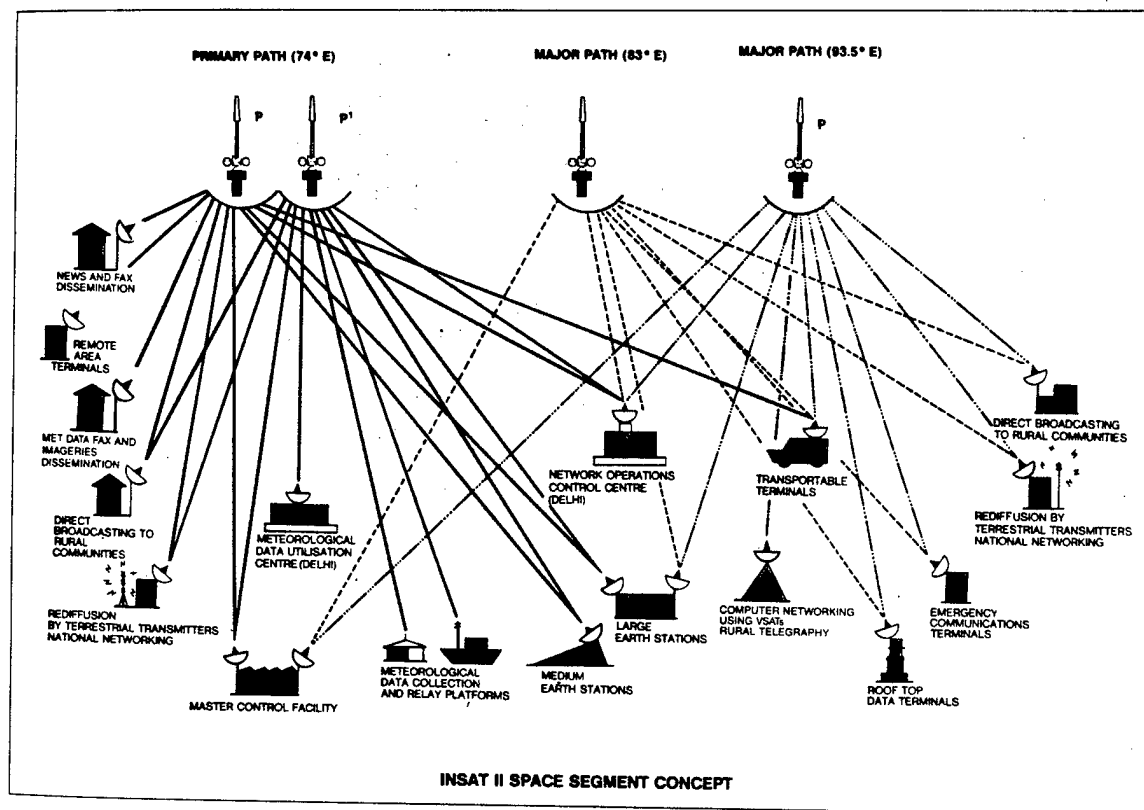 PRIMARY PATH (74° E)
MAJOR PATH (83° E)
MAJOR PATH (93.5° E)
P
P¹
P
NEWS AND FAX
DISSEMINATION
REMOTE
AREA
TERMINALS
MET DATA FAX AND
IMAGERIES
DISSEMINATION
DIRECT
BROADCASTING TO
RURAL
COMMUNITIES
REDIFFUSION
BY TERRESTRIAL TRANSMITTERS
NATIONAL NETWORKING
METEOROLOGICAL
DATA UTILISATION
CENTRE (DELHI)
MASTER CONTROL FACILITY
METEOROLOGICAL
DATA COLLECTION
AND RELAY PLATFORMS
MEDIUM
EARTH STATIONS
LARGE
EARTH STATIONS
NETWORK OPERATIONS
CONTROL CENTRE
(DELHI)
TRANSPORTABLE
TERMINALS
COMPUTER NETWORKING
USING VSATs
RURAL TELEGRAPHY
DIRECT BROADCASTING
TO RURAL COMMUNITIES
REDIFFUSION BY
TERRESTRIAL TRANSMITTERS
NATIONAL NETWORKING
EMERGENCY
COMMUNICATIONS
TERMINALS
ROOF TOP
DATA TERMINALS
INSAT II SPACE SEGMENT CONCEPT